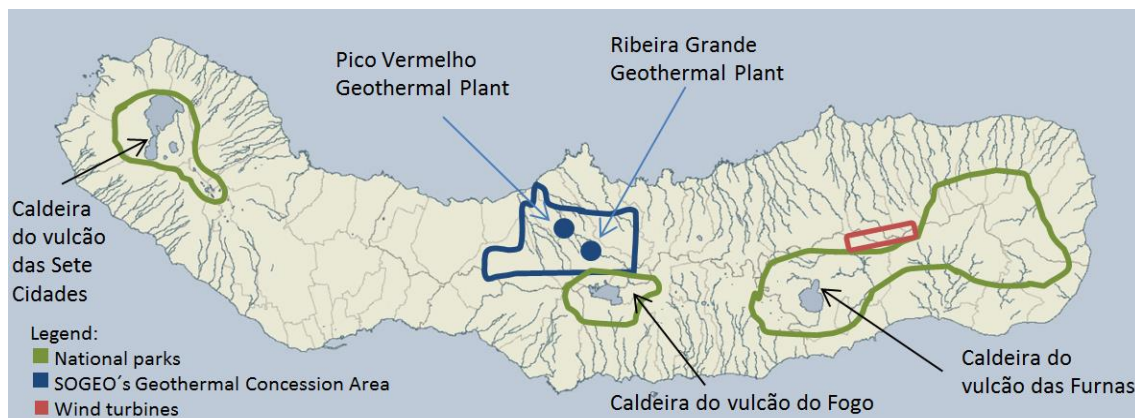 Pico Vermelho
Geothermal Plant
Ribeira Grande
Geothermal Plant
Caldeira
do vulcão
das Sete
Cidades
Legend:
National parks
SOGEO´s Geothermal Concession Area
Wind turbines
Caldeira do vulcão do Fogo
Caldeira do
vulcão das Furnas